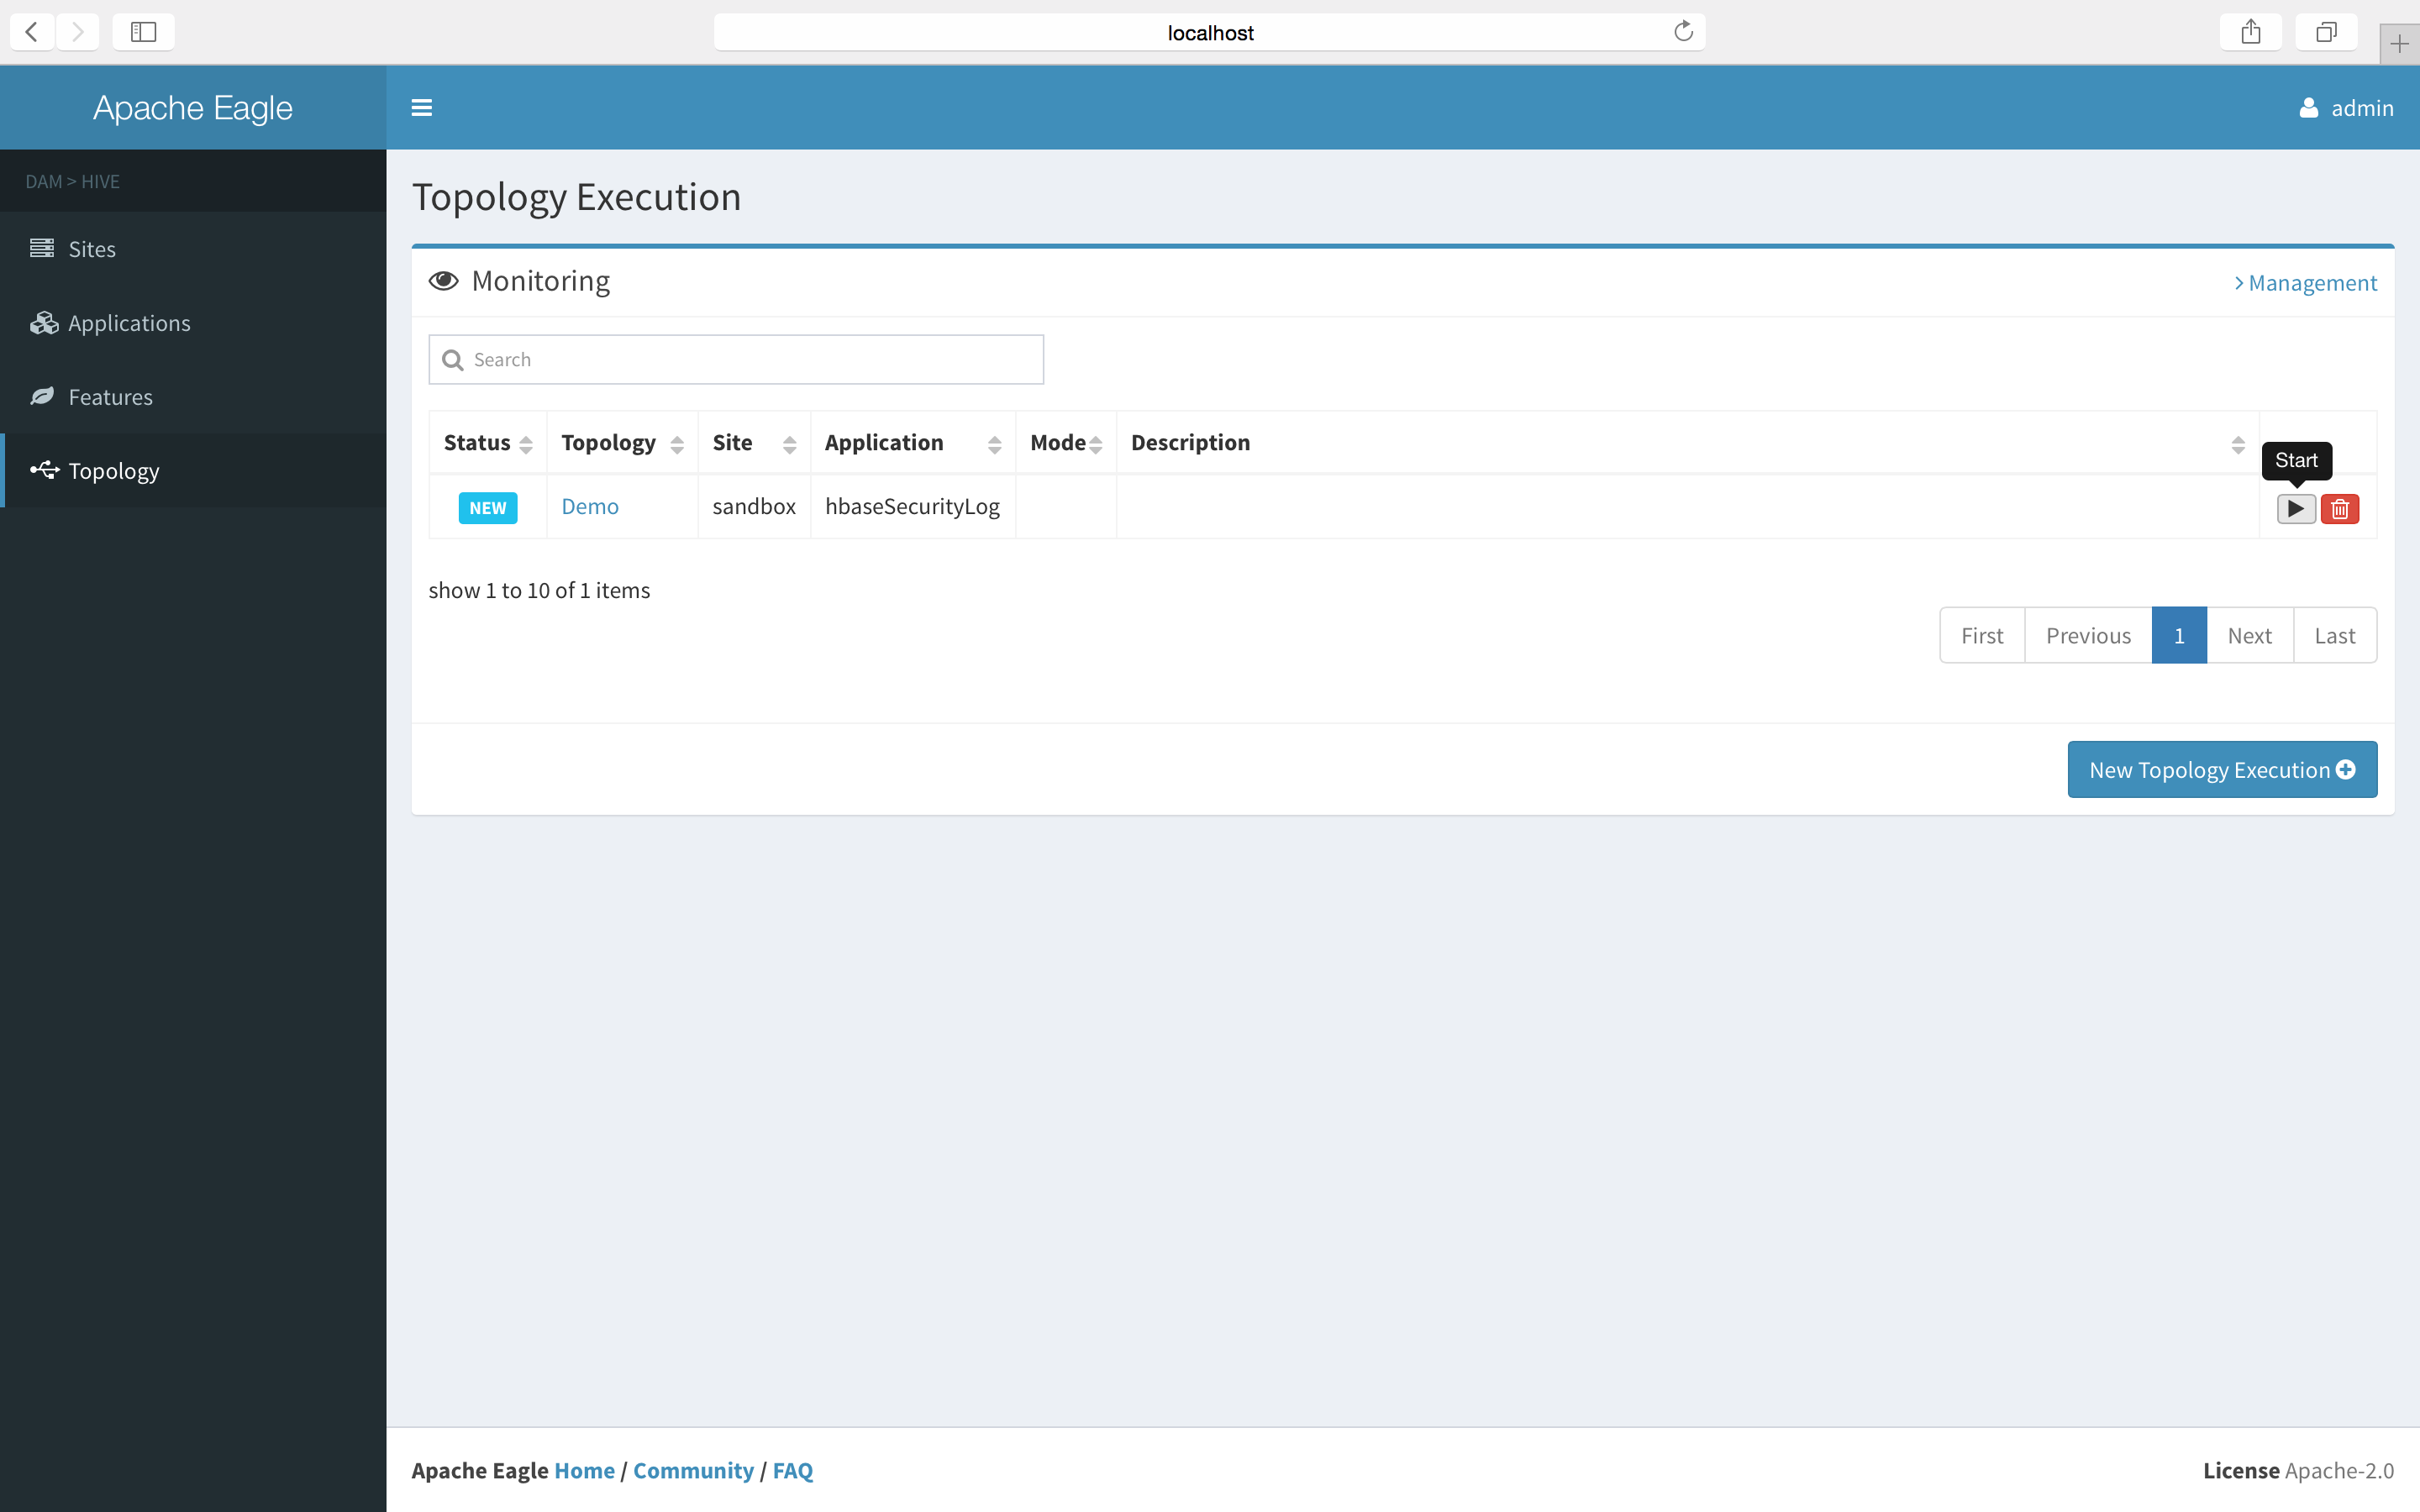 localhost
Apache Eagle
admin
DAM > HIVE
Sites
Applications
Features
Topology
Topology Execution
Monitoring
Management
Search
Status Topology Site Application Mode Description
Start
NEW Demo sandbox hbaseSecurityLog
show 1 to 10 of 1 items
First Previous 1 Next Last
New Topology Execution
Apache Eagle Home / Community / FAQ
License Apache-2.0